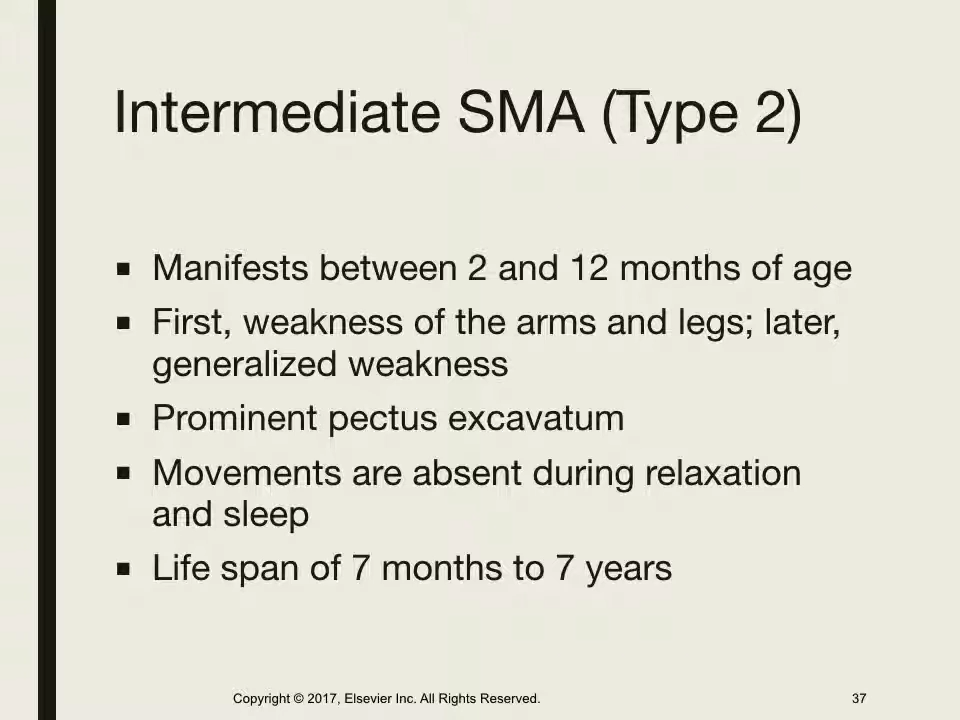 Intermediate SMA (Type 2)
■ Manifests between 2 and 12 months of age
■ First, weakness of the arms and legs; later,
generalized weakness
■ Prominent pectus excavatum
■ Movements are absent during relaxation
and sleep
■ Life span of 7 months to 7 years
Copyright © 2017, Elsevier Inc. All Rights Reserved.
37